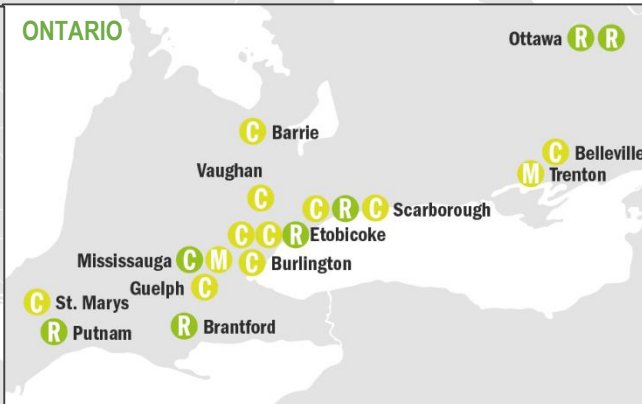 ONTARIO
Ottawa R R
C Barrie
C Belleville
M Trenton
Vaughan
C
C R C Scarborough
C C R Etobicoke
Mississauga C M
C Burlington
Guelph C
C St. Marys
R Putnam
R Brantford